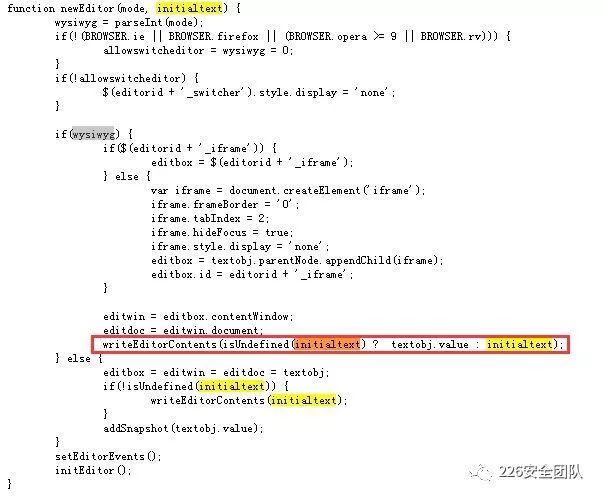 function newEditor(mode, initialtext) {
        wysiwyg = parseInt(mode);
        if(!(BROWSER.ie || BROWSER.firefox || (BROWSER.opera >= 9 || BROWSER.rv))) {
                allowswitcheditor = wysiwyg = 0;
        }
        if(!allowswitcheditor) {
                $(editorid + '_switcher').style.display = 'none';
        }

        if(wysiwyg) {
                if($(editorid + '_iframe')) {
                        editbox = $(editorid + '_iframe');
                } else {
                        var iframe = document.createElement('iframe');
                        iframe.frameBorder = '0';
                        iframe.tabIndex = 2;
                        iframe.hideFocus = true;
                        iframe.style.display = 'none';
                        editbox = textobj.parentNode.appendChild(iframe);
                        editbox.id = editorid + '_iframe';
                }

                editwin = editbox.contentWindow;
                editdoc = editwin.document;
                writeEditorContents(isUndefined(initialtext) ?  textobj.value : initialtext);
        } else {
                editbox = editwin = editdoc = textobj;
                if(!isUndefined(initialtext)) {
                        writeEditorContents(initialtext);
                }
                addSnapshot(textobj.value);
        }
        setEditorEvents();
        initEditor();
}
226安全团队